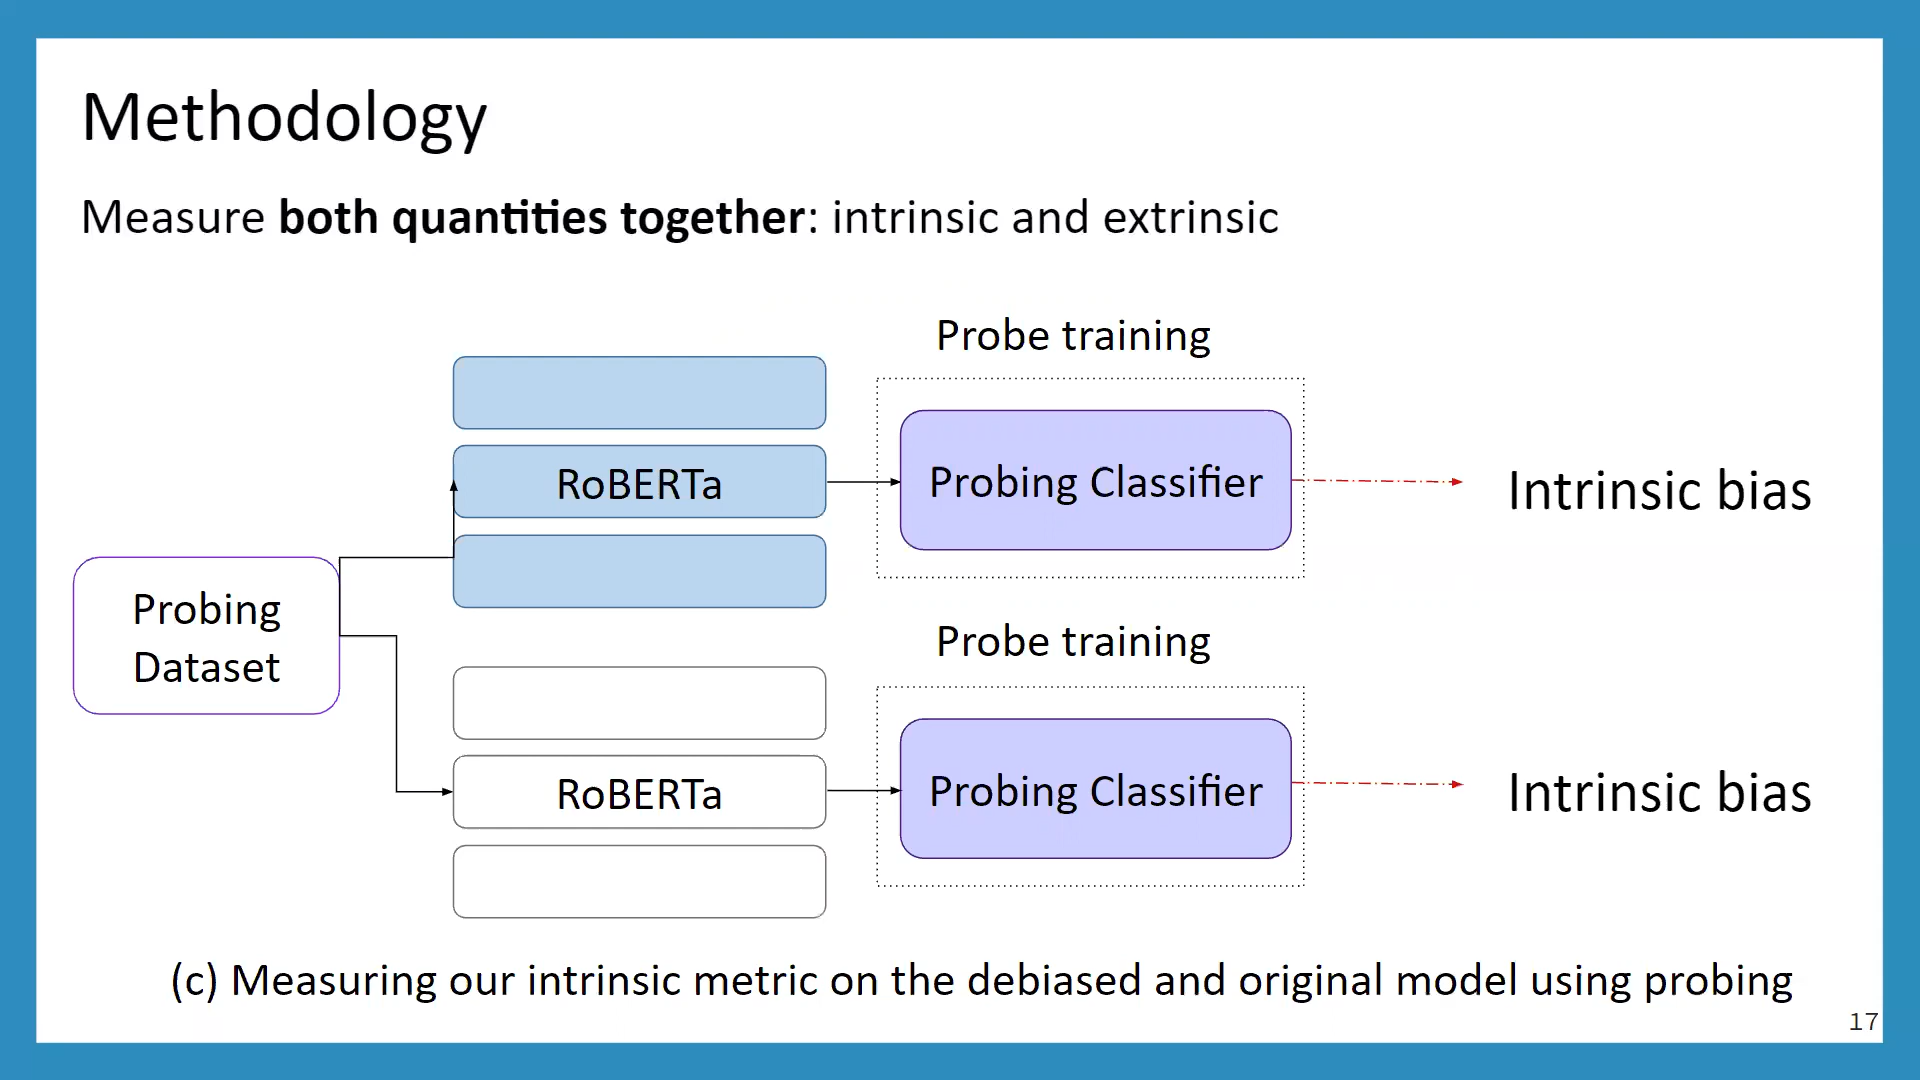 Methodology
Measure both quantities together: intrinsic and extrinsic
Probe training
RoBERTa
Probing Classifier
Intrinsic bias
Probing
Dataset
Probe training
RoBERTa
Probing Classifier
Intrinsic bias
(c) Measuring our intrinsic metric on the debiased and original model using probing
17